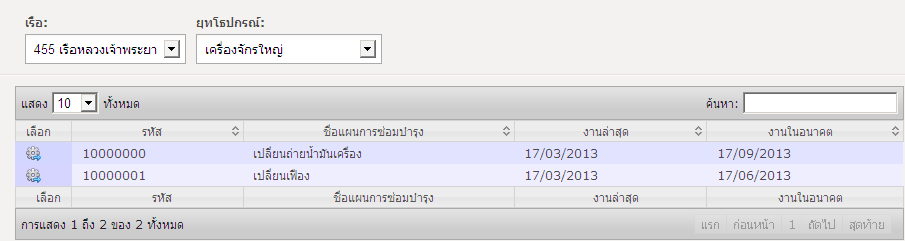 เรือ: ยุทโธปกรณ์:
455 เรือหลวงเจ้าพระยา เครื่องจักรใหญ่
แสดง 10 ทั้งหมด ค้นหา:
เลือก รหัส ชื่อแผนการซ่อมบำรุง งานล่าสุด งานในอนาคต
10000000 เปลี่ยนถ่ายน้ำมันเครื่อง 17/03/2013 17/09/2013
10000001 เปลี่ยนเฟือง 17/03/2013 17/06/2013
เลือก รหัส ชื่อแผนการซ่อมบำรุง งานล่าสุด งานในอนาคต
การแสดง 1 ถึง 2 ของ 2 ทั้งหมด แรก ก่อนหน้า 1 ถัดไป สุดท้าย